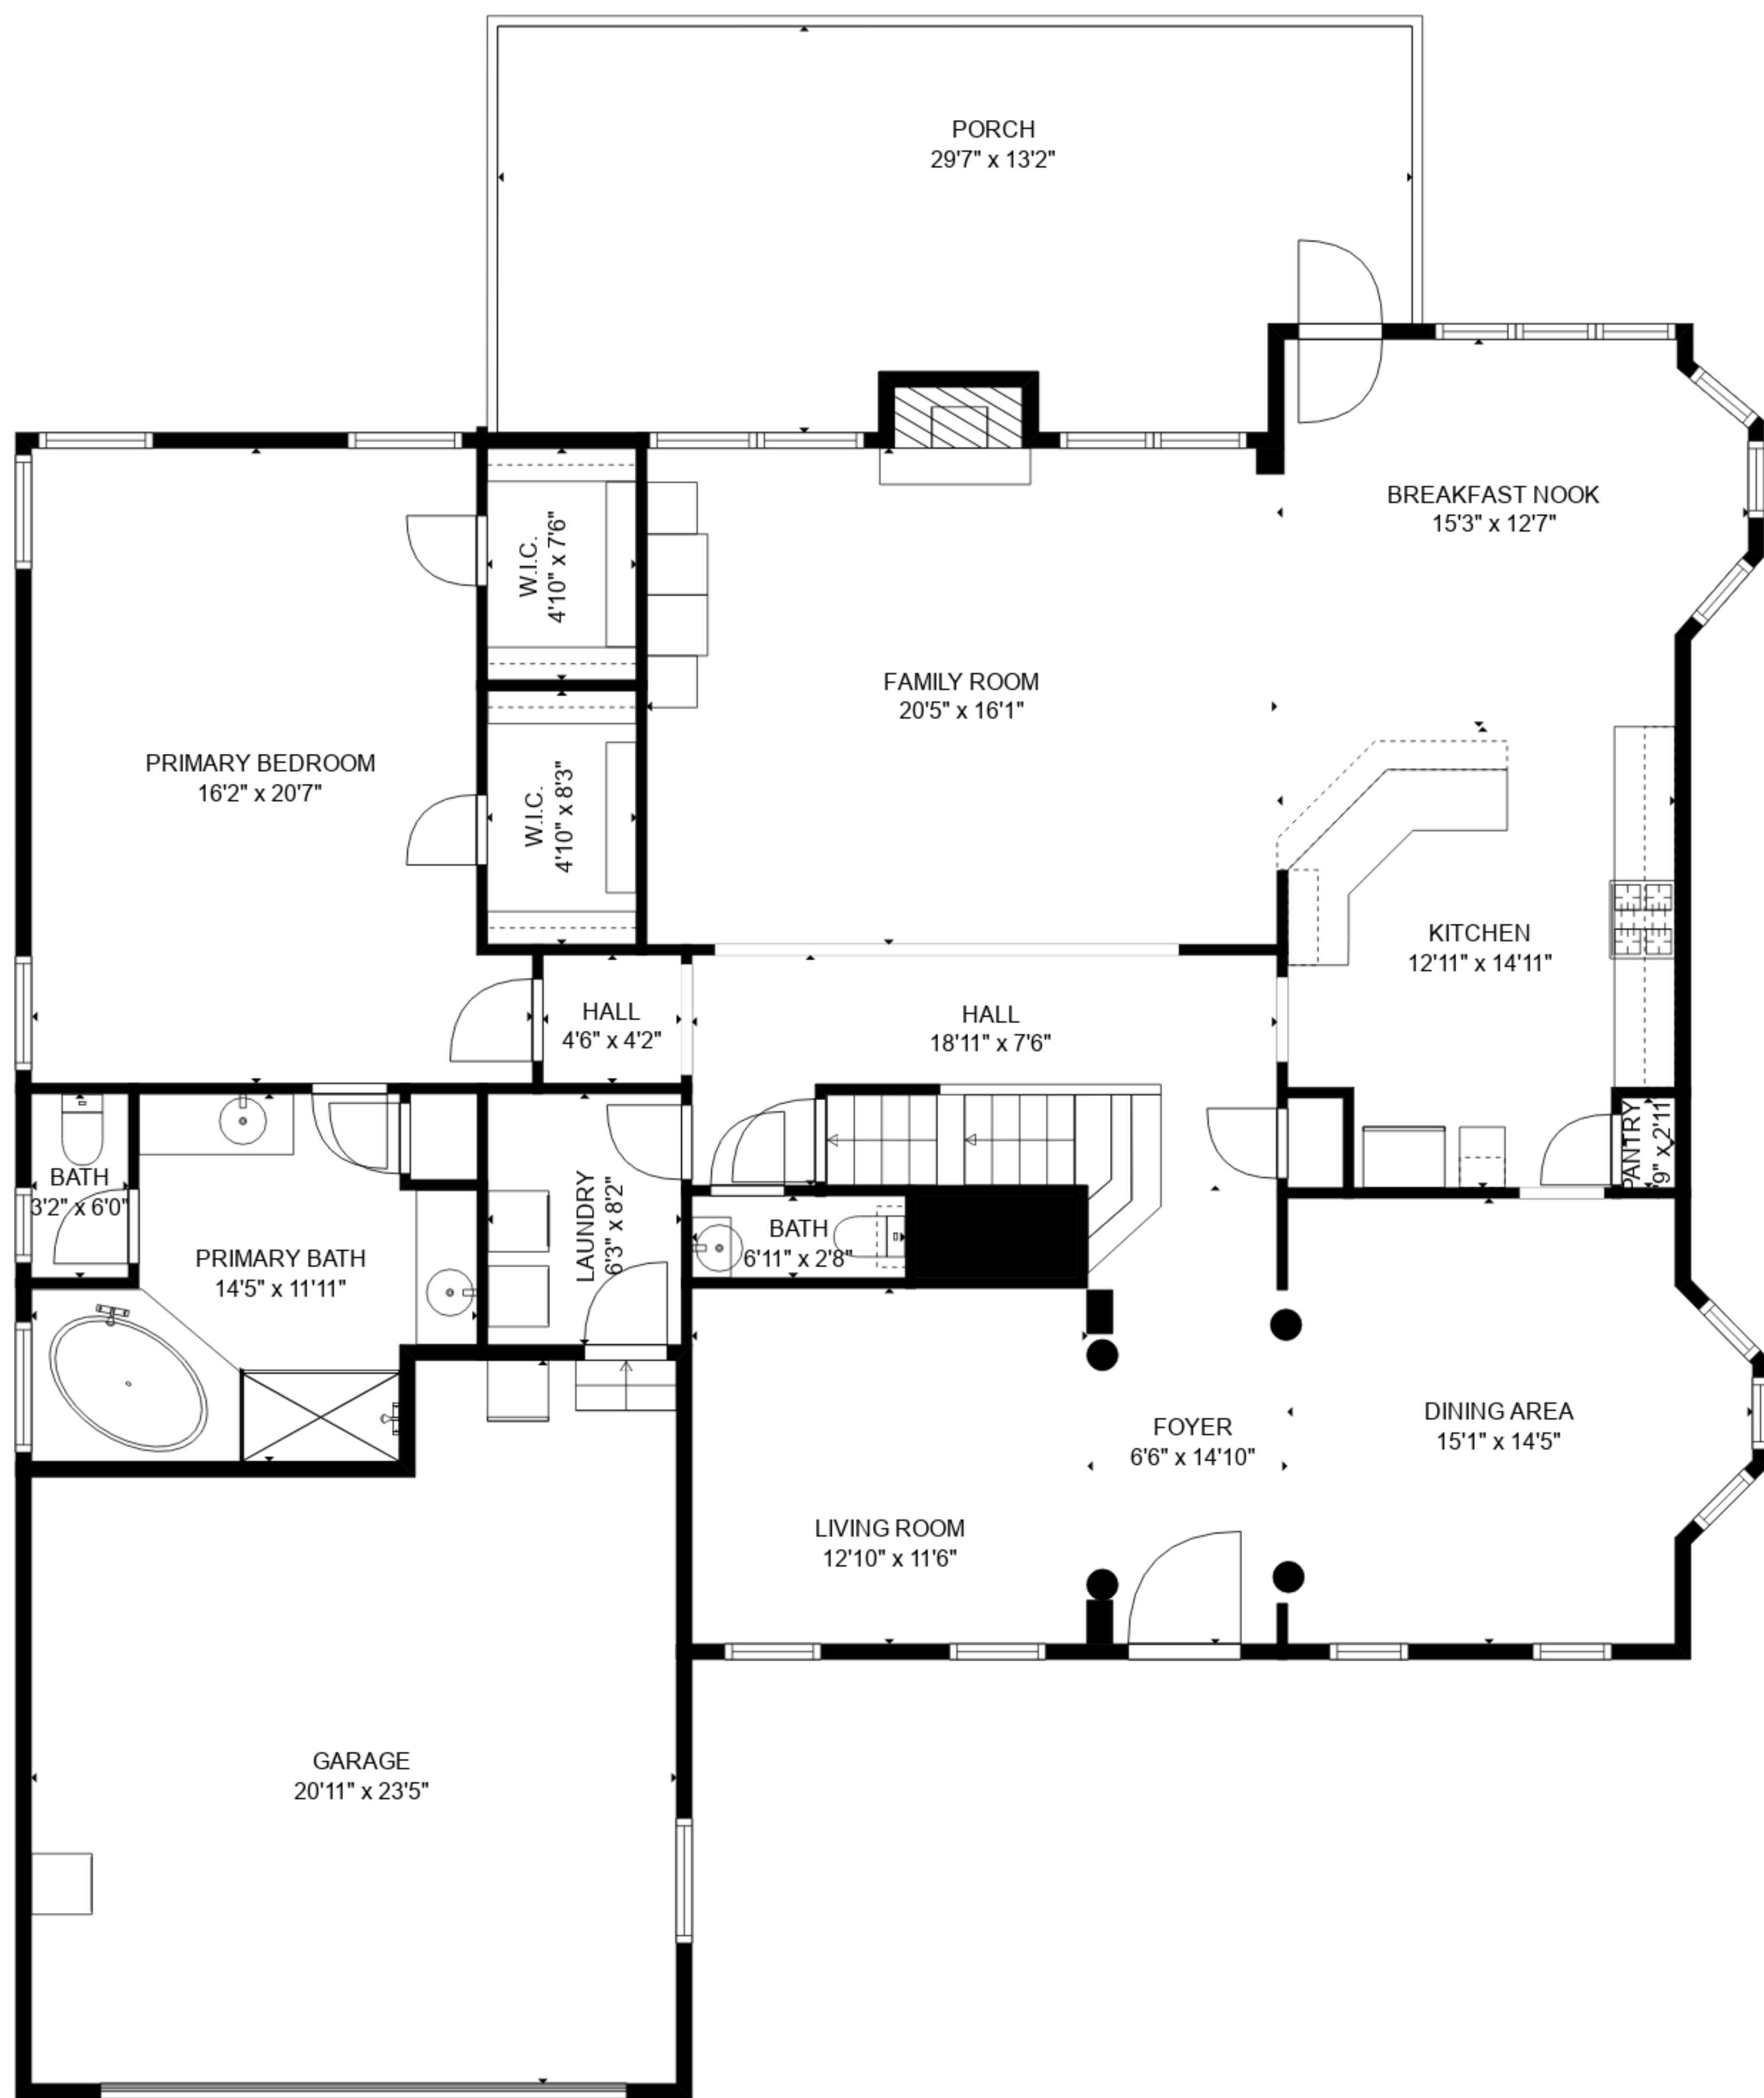 PORCH
29'7" x 13'2"
BREAKFAST NOOK
15'3" x 12'7"
W.I.C.
4'10" x 7'6"
FAMILY ROOM
20'5" x 16'1"
PRIMARY BEDROOM
16'2" x 20'7"
W.I.C.
4'10" x 8'3"
KITCHEN
12'11" x 14'11"
HALL
4'6" x 4'2"
HALL
18'11" x 7'6"
PANTRY
'9" x 2'11
BATH
3'2" x 6'0"
LAUNDRY
6'3" x 8'2"
BATH
6'11" x 2'8"
PRIMARY BATH
14'5" x 11'11"
FOYER
6'6" x 14'10"
DINING AREA
15'1" x 14'5"
LIVING ROOM
12'10" x 11'6"
GARAGE
20'11" x 23'5"